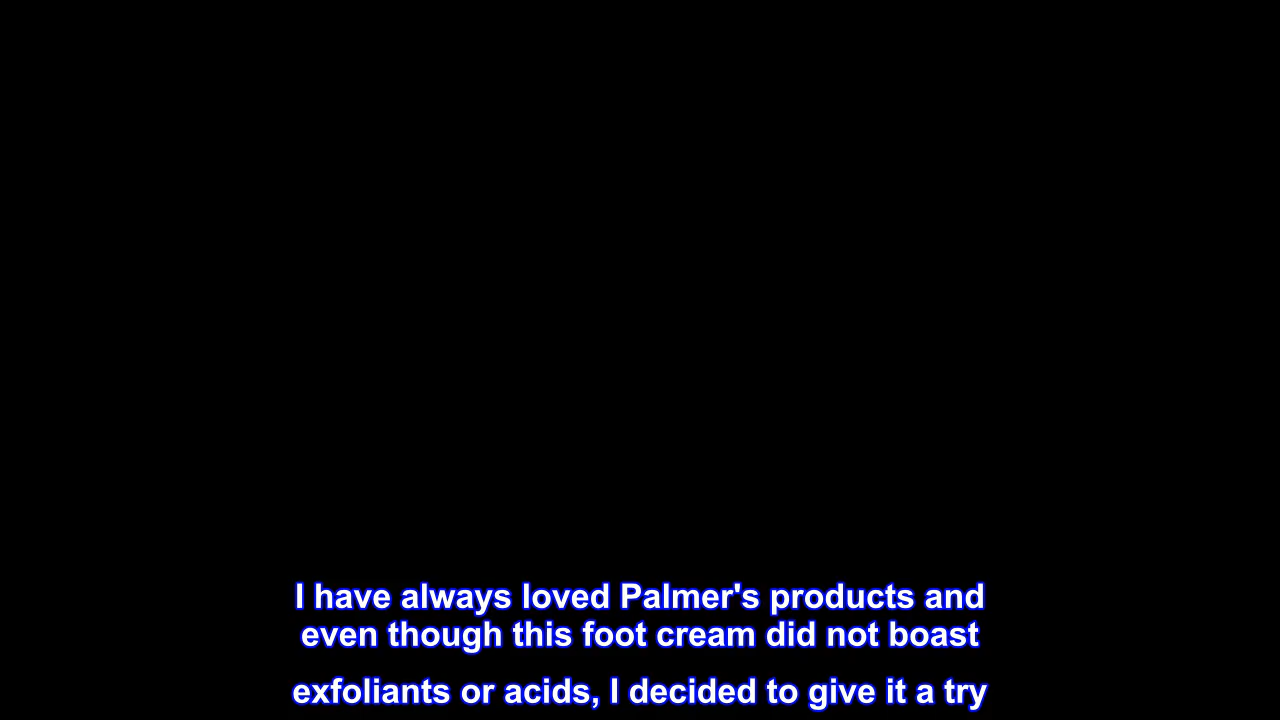 I have always loved Palmer's products and
even though this foot cream did not boast
exfoliants or acids, I decided to give it a try